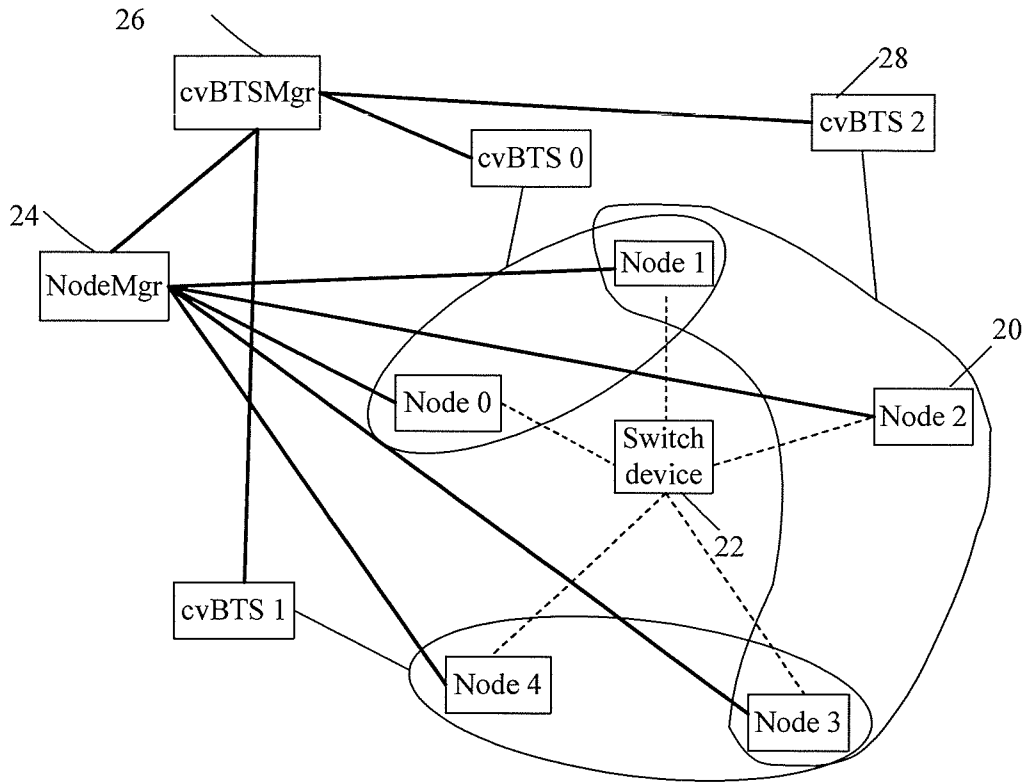 26
cvBTSMgr
28
cvBTS 2
cvBTS 0
24
NodeMgr
Node 1
20
Node 0
Node 2
Switch
device
22
cvBTS 1
Node 4
Node 3